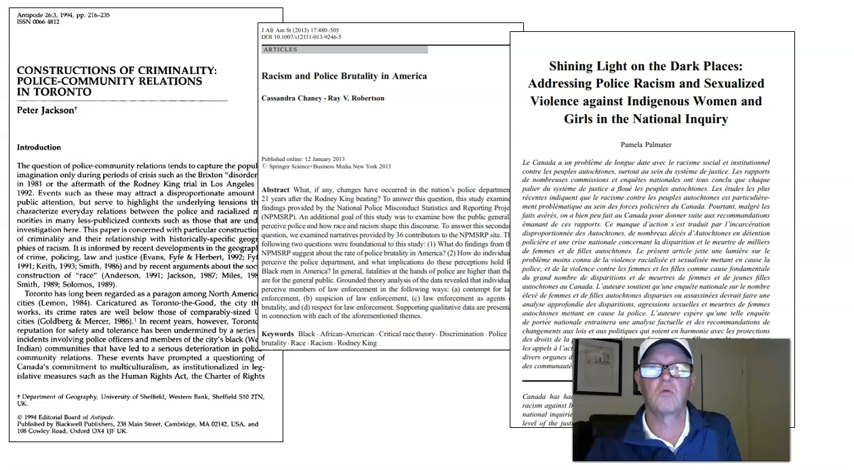 Antipode 26:3, 1994, pp. 216–235
ISSN 0066 4812
CONSTRUCTIONS OF CRIMINALITY:
POLICE-COMMUNITY RELATIONS
IN TORONTO
Peter Jackson†
Introduction
The question of police-community relations tends to capture the popul
imagination only during periods of crisis such as the Brixton "disorder
in 1981 or the aftermath of the Rodney King trial in Los Angeles
1992. Events such as these may attract a disproportionate amount
public attention, but serve to highlight the underlying tensions th
characterize everyday relations between the police and racialized m
norities in many less-publicized contexts such as those that are un
investigation here. This paper is concerned with particular construction
of criminality and their relationship with historically-specific geogr
phies of racism. It is informed by recent developments in the geograp
of crime, policing, law and justice (Evans, Fyfe & Herbert, 1992; Fyf
1991; Keith, 1993; Smith, 1986) and by recent arguments about the soc
construction of "race" (Anderson, 1991; Jackson, 1987; Miles, 198
Smith, 1989; Solomos, 1989).
Toronto has long been regarded as a paragon among North America
cities (Lemon, 1984). Caricatured as Toronto-the-Good, the city th
works, its crime rates are well below those of comparably-sized U
cities (Goldberg & Mercer, 1986). In recent years, however, Toronto
reputation for safety and tolerance has been undermined by a series
incidents involving police officers and members of the city's black (We
Indian) communities that have led to a serious deterioration in polic
community relations. These events have prompted a questioning of
Canada's commitment to multiculturalism, as institutionalized in leg-
islative measures such as the Human Rights Act, the Charter of Rights
† Department of Geography, University of Sheffield, Western Bank, Sheffield S10 2TN,
UK.
© 1994 Editorial Board of Antipode.
Published by Blackwell Publishers, 238 Main Street, Cambridge, MA 02142, USA, and
108 Cowley Road, Oxford OX4 1JF UK.
J Afr Am St (2013) 17:480–505
DOI 10.1007/s12111-013-9246-5
ARTICLES
Racism and Police Brutality in America
Cassandra Chaney · Ray V. Robertson
Published online: 12 January 2013
© Springer Science+Business Media New York 2013
Abstract What, if any, changes have occurred in the nation's police departmen
21 years after the Rodney King beating? To answer this question, this study examine
findings provided by the National Police Misconduct Statistics and Reporting Proje
(NPMSRP). An additional goal of this study was to examine how the public general
perceive police and how race and racism shape this discourse. To answer this secondar
question, we examined narratives provided by 36 contributors to the NPMSRP site. Th
following two questions were foundational to this study: (1) What do findings from th
NPMSRP suggest about the rate of police brutality in America? (2) How do individual
perceive the police department, and what implications do these perceptions hold fo
Black men in America? In general, fatalities at the hands of police are higher than the
are for the general public. Grounded theory analysis of the data revealed that individual
perceive members of law enforcement in the following ways: (a) contempt for la
enforcement, (b) suspicion of law enforcement, (c) law enforcement as agents
brutality, and (d) respect for law enforcement. Supporting qualitative data are presente
in connection with each of the aforementioned themes.
Keywords Black · African-American · Critical race theory · Discrimination · Police
brutality · Race · Racism · Rodney King
Shining Light on the Dark Places:
Addressing Police Racism and Sexualized
Violence against Indigenous Women and
Girls in the National Inquiry
Pamela Palmater
Le Canada a un problème de longue date avec le racisme social et institutionnel
contre les peuples autochtones, surtout au sein du système de justice. Les rapports
de nombreuses commissions et enquêtes nationales ont tous conclu que chaque
palier du système a floué les peuples autochtones. Les études les plus
récentes indiquent que le racisme contre les peuples autochtones est particulière-
ment problématique au sein des forces policières du Canada. Pourtant, malgré les
faits avérés, on a bien peu fait au Canada pour donner suite aux recommandations
émanant de ces rapports. Ce manque d'action s'est traduit par l'incarcération
disproportionnée des Autochtones, de nombreux décès d'Autochtones en détention
policière et une crise nationale concernant la disparition et le meurtre de milliers
de femmes et de filles autochtones. Le présent article jette une lumière sur le
problème moins connu de la violence racialisée et sexualisée mettant en cause la
police, et de la violence contre les femmes et les filles comme cause fondamentale
du grand nombre de disparitions et de meurtres de femmes et de jeunes filles
autochtones au Canada. L'auteure soutient qu'une enquête nationale sur le nombre
élevé de femmes et de filles autochtones disparues ou assassinées devrait faire une
analyse approfondie des disparitions, des violences sexuelles et meurtres de femmes
mettant en cause la police. L'auteure espère qu'une telle enquête
de portée nationale entraînera une analyse factuelle et des recommandations de
changements aux lois et aux politiques qui soient en harmonie avec les protections
des droits de la
les appels à l'act
divers organes d
des communauté
Canada has had
racism against I
national inquirie
level of the justi